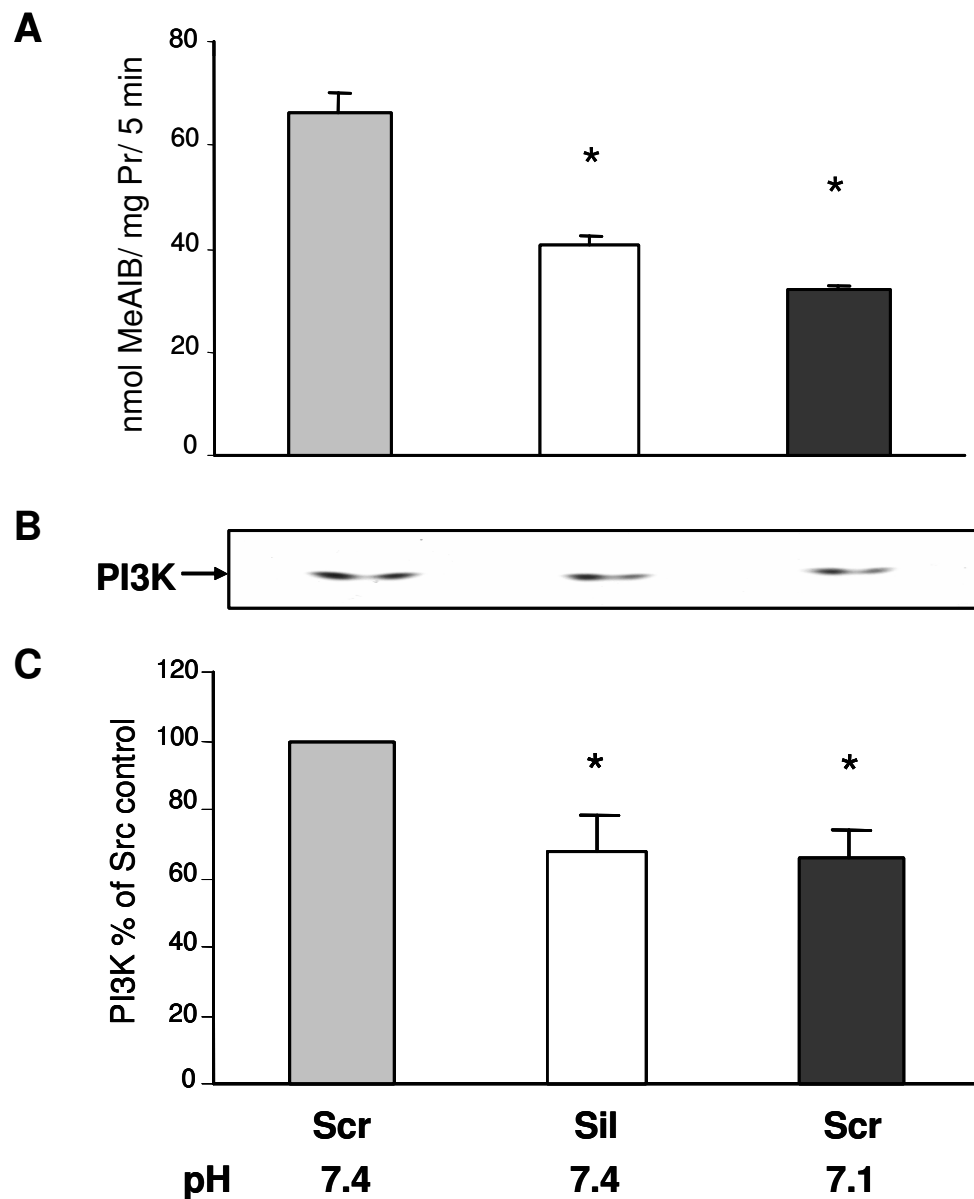 A
nmol MeAIB/ mg Pr/ 5 min
80
60
40
20
0
*
*
B
PI3K
C
PI3K % of Src control
120
100
80
60
40
20
0
*
*
Scr Sil Scr
pH 7.4 7.4 7.1